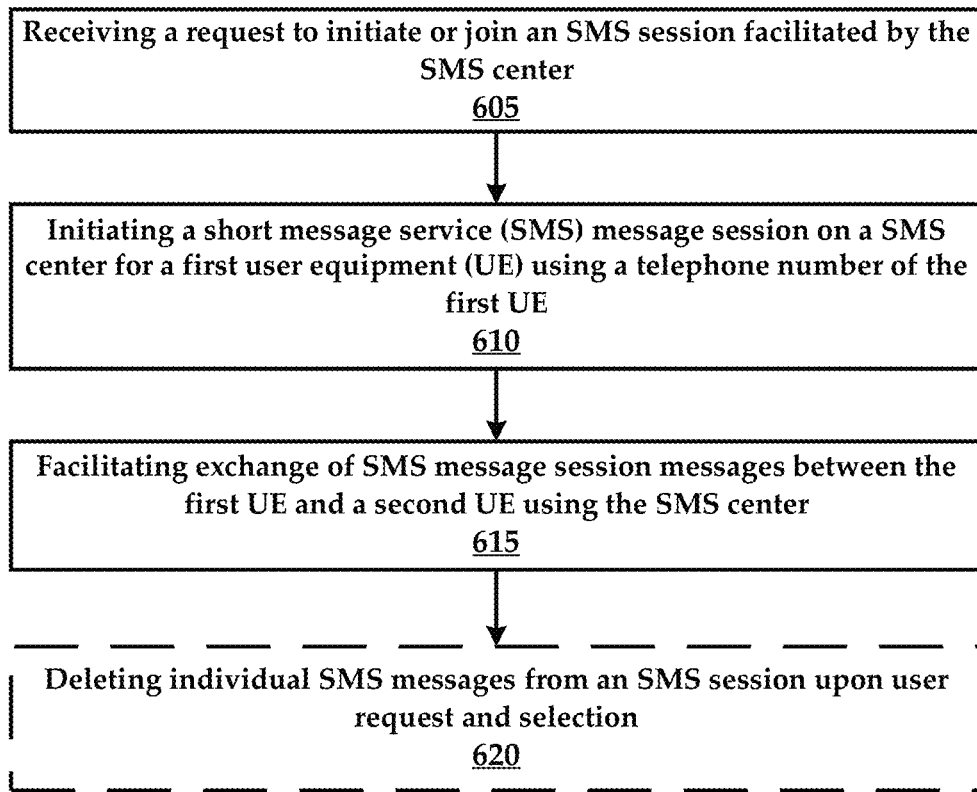 Receiving a request to initiate or join an SMS session facilitated by the
SMS center
605
Initiating a short message service (SMS) message session on a SMS
center for a first user equipment (UE) using a telephone number of the
first UE
610
Facilitating exchange of SMS message session messages between the
first UE and a second UE using the SMS center
615
Deleting individual SMS messages from an SMS session upon user
request and selection
620